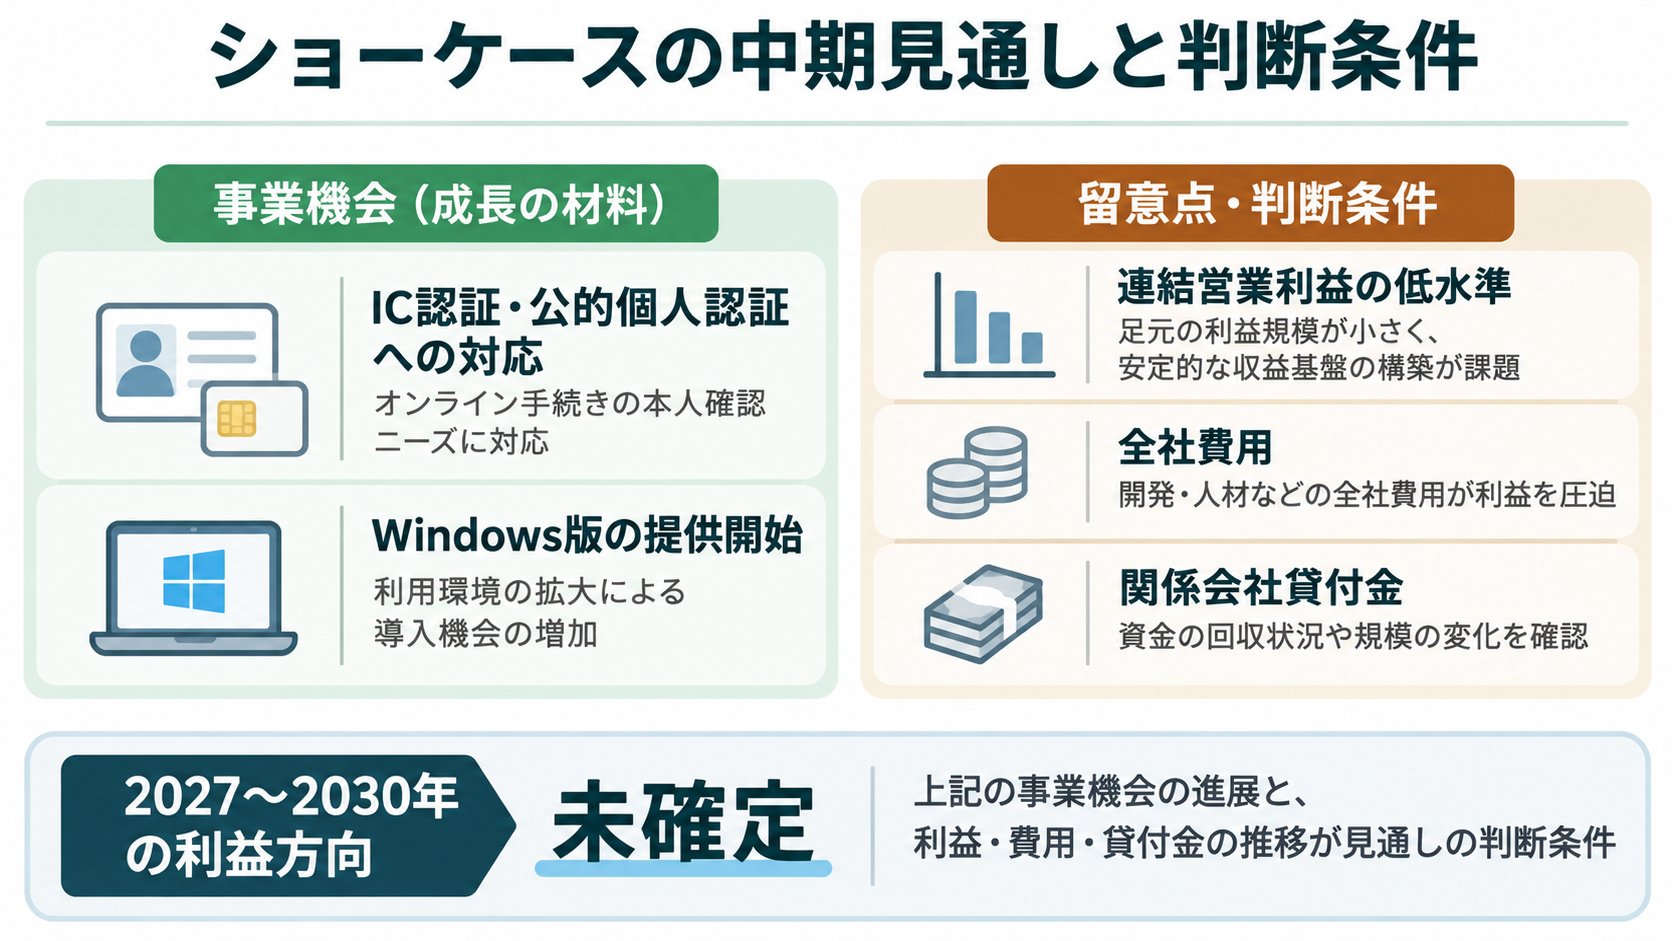 ショーケースの中期見通しと判断条件
事業機会（成長の材料）
IC認証・公的個人認証
への対応
オンライン手続きの本人確認
ニーズに対応
Windows版の提供開始
利用環境の拡大による
導入機会の増加
留意点・判断条件
連結営業利益の低水準
足元の利益規模が小さく、
安定的な収益基盤の構築が課題
全社費用
開発・人材などの全社費用が利益を圧迫
関係会社貸付金
資金の回収状況や規模の変化を確認
2027〜2030年
の利益方向
未確定
上記の事業機会の進展と、
利益・費用・貸付金の推移が見通しの判断条件